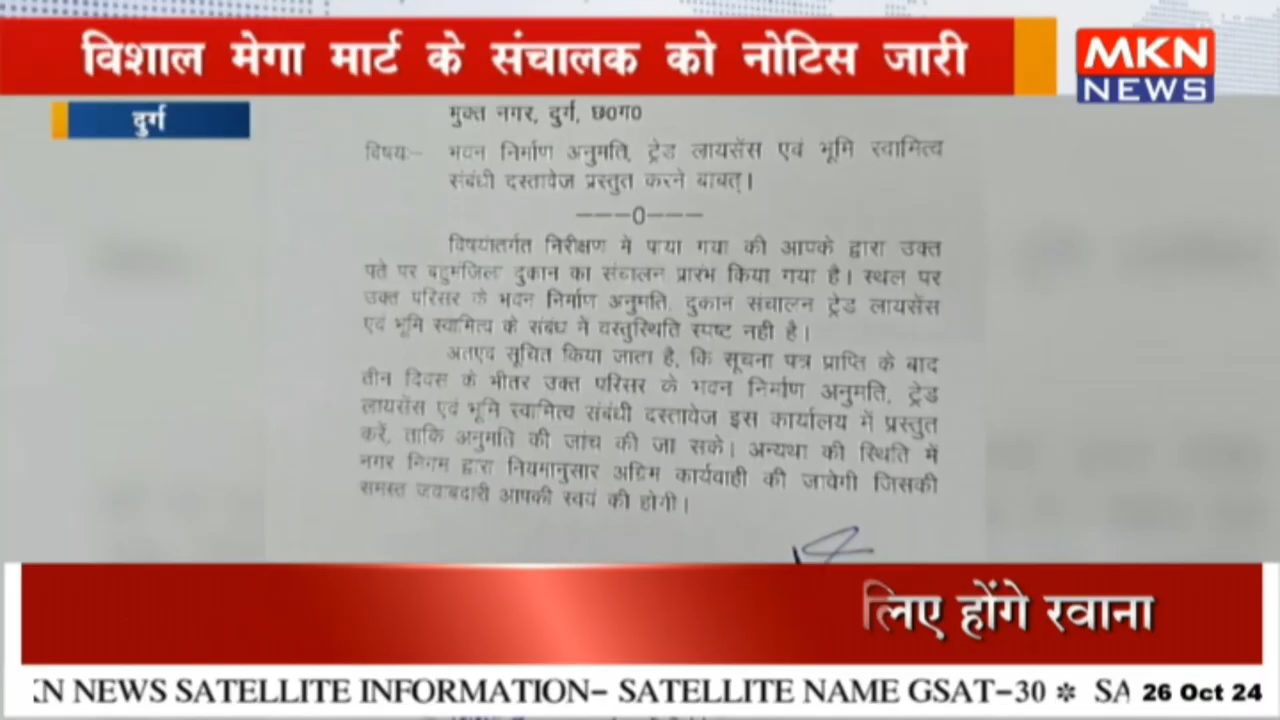 विशाल मेगा मार्ट के संचालक को नोटिस जारी
MKN
NEWS
दुर्ग
मुक्त नगर, दुर्ग, छ0ग0
विषयः– भवन निर्माण अनुमति, ट्रेड लायसेंस एवं भूमि स्वामित्व
संबंधी दस्तावेज प्रस्तुत करने बाबत्।
———0———
विषयांतर्गत निरीक्षण में पाया गया की आपके द्वारा उक्त
पते पर बहुमंजिला दुकान का संचालन प्रारंभ किया गया है। स्थल पर
उक्त परिसर के भवन निर्माण अनुमति, दुकान संचालन ट्रेड लायसेंस
एवं भूमि स्वामित्व के संबंध में वस्तुस्थिति स्पष्ट नही है।
अतएव सूचित किया जाता है, कि सूचना पत्र प्राप्ति के बाद
तीन दिवस के भीतर उक्त परिसर के भवन निर्माण अनुमति, ट्रेड
लायसेंस एवं भूमि स्वामित्व संबंधी दस्तावेज इस कार्यालय में प्रस्तुत
करें, ताकि अनुमति की जांच की जा सके। अन्यथा की स्थिति में
नगर निगम द्वारा नियमानुसार अग्रिम कार्यवाही की जावेगी जिसकी
समस्त जवाबदारी आपकी स्वयं की होगी।
लिए होंगे रवाना
KN NEWS SATELLITE INFORMATION– SATELLITE NAME GSAT–30 ✻ SA
26 Oct 24